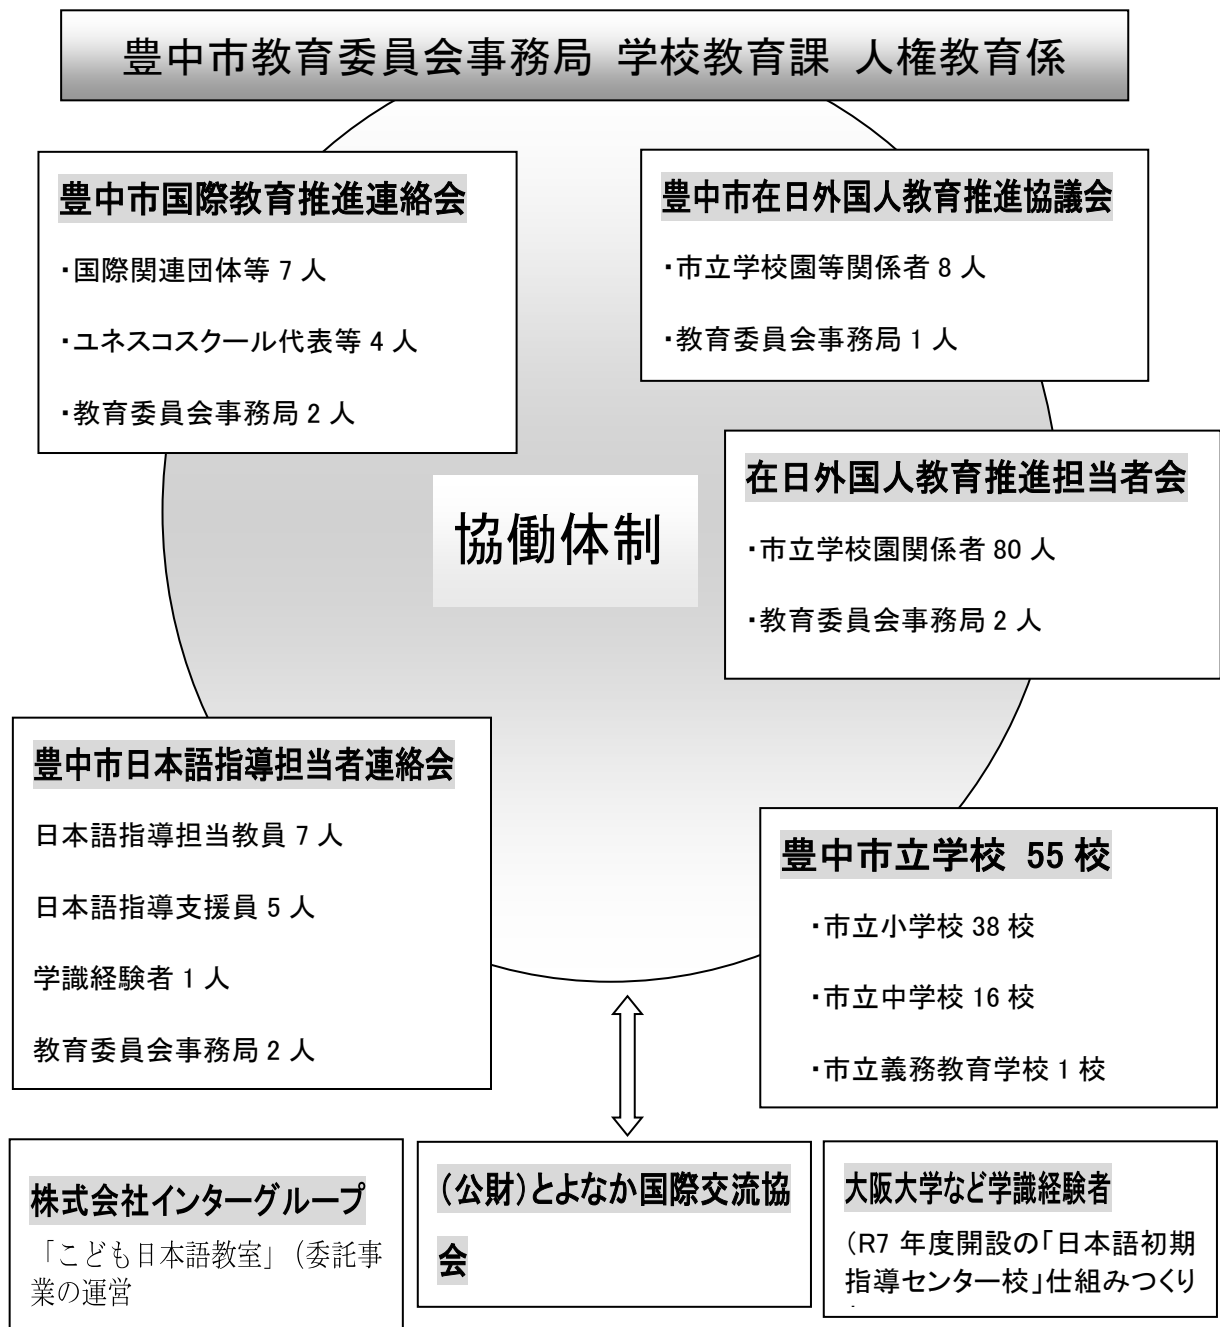 豊中市教育委員会事務局 学校教育課 人権教育係
豊中市国際教育推進連絡会
・国際関連団体等 7 人
・ユネスコスクール代表等 4 人
・教育委員会事務局 2 人
豊中市在日外国人教育推進協議会
・市立学校園等関係者 8 人
・教育委員会事務局 1 人
協働体制
在日外国人教育推進担当者会
・市立学校園関係者 80 人
・教育委員会事務局 2 人
豊中市日本語指導担当者連絡会
日本語指導担当教員 7 人
日本語指導支援員 5 人
学識経験者 1 人
教育委員会事務局 2 人
豊中市立学校 55 校
・市立小学校 38 校
・市立中学校 16 校
・市立義務教育学校 1 校
株式会社インターグループ
「こども日本語教室」（委託事
業の運営
（公財）とよなか国際交流協
会
大阪大学など学識経験者
（R7 年度開設の「日本語初期
指導センター校」仕組みつくり